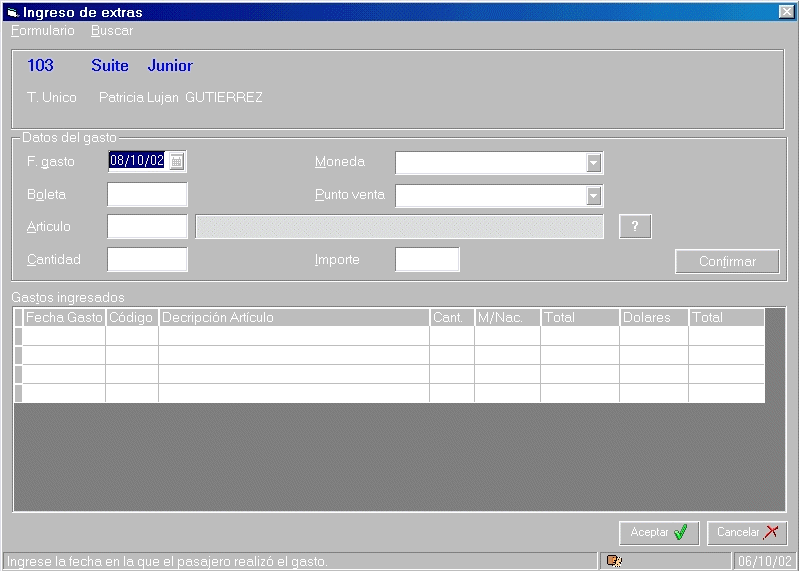 Ingreso de extras
Formulario Buscar
103 Suite Junior
T. Unico Patricia Lujan GUTIERREZ
Datos del gasto
F. gasto 08/10/02 Moneda
Boleta Punto venta
Articulo ?
Cantidad Importe Confirmar
Gastos ingresados
Fecha Gasto Código Decripción Artículo Cant. M/Nac. Total Dolares Total
Aceptar Cancelar
Ingrese la fecha en la que el pasajero realizó el gasto. 06/10/02